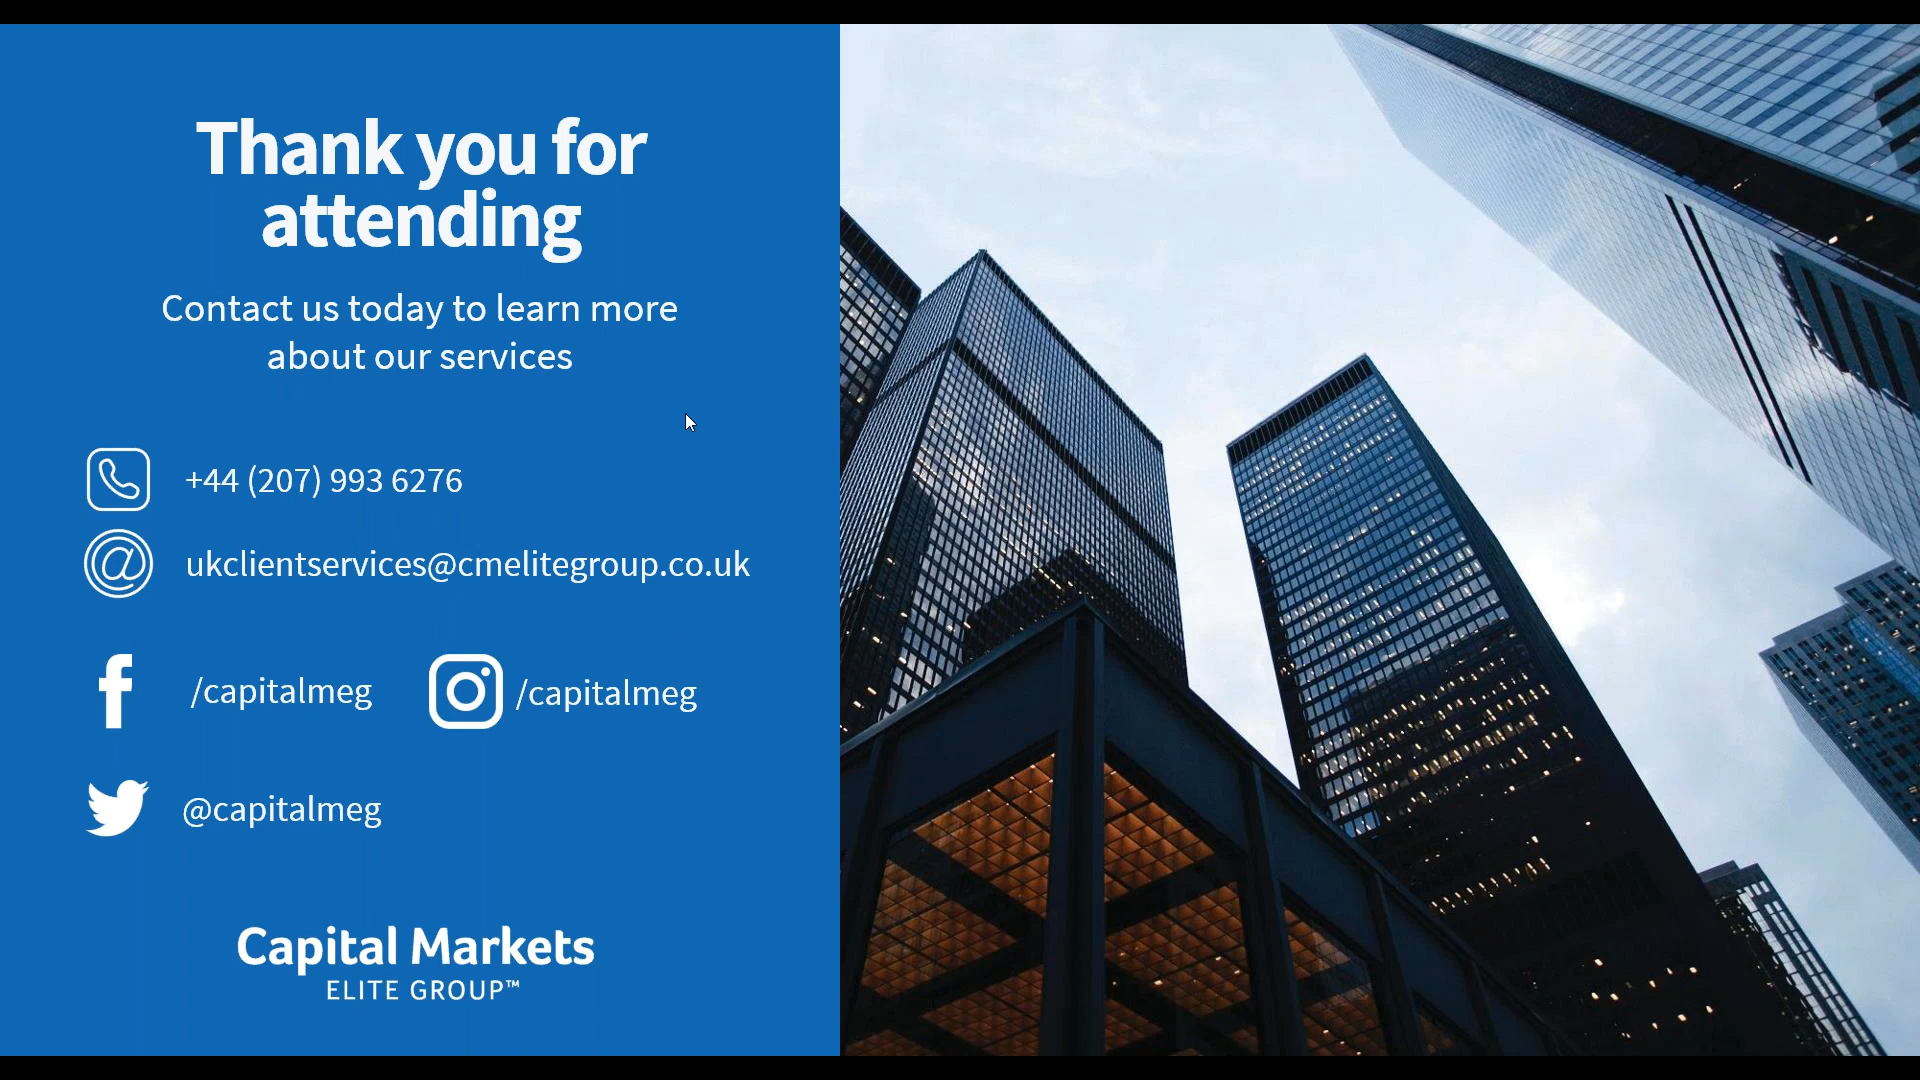 Thank you for
attending
Contact us today to learn more
about our services
+44 (207) 993 6276
ukclientservices@cmelitegroup.co.uk
/capitalmeg
/capitalmeg
@capitalmeg
Capital Markets
ELITE GROUP™